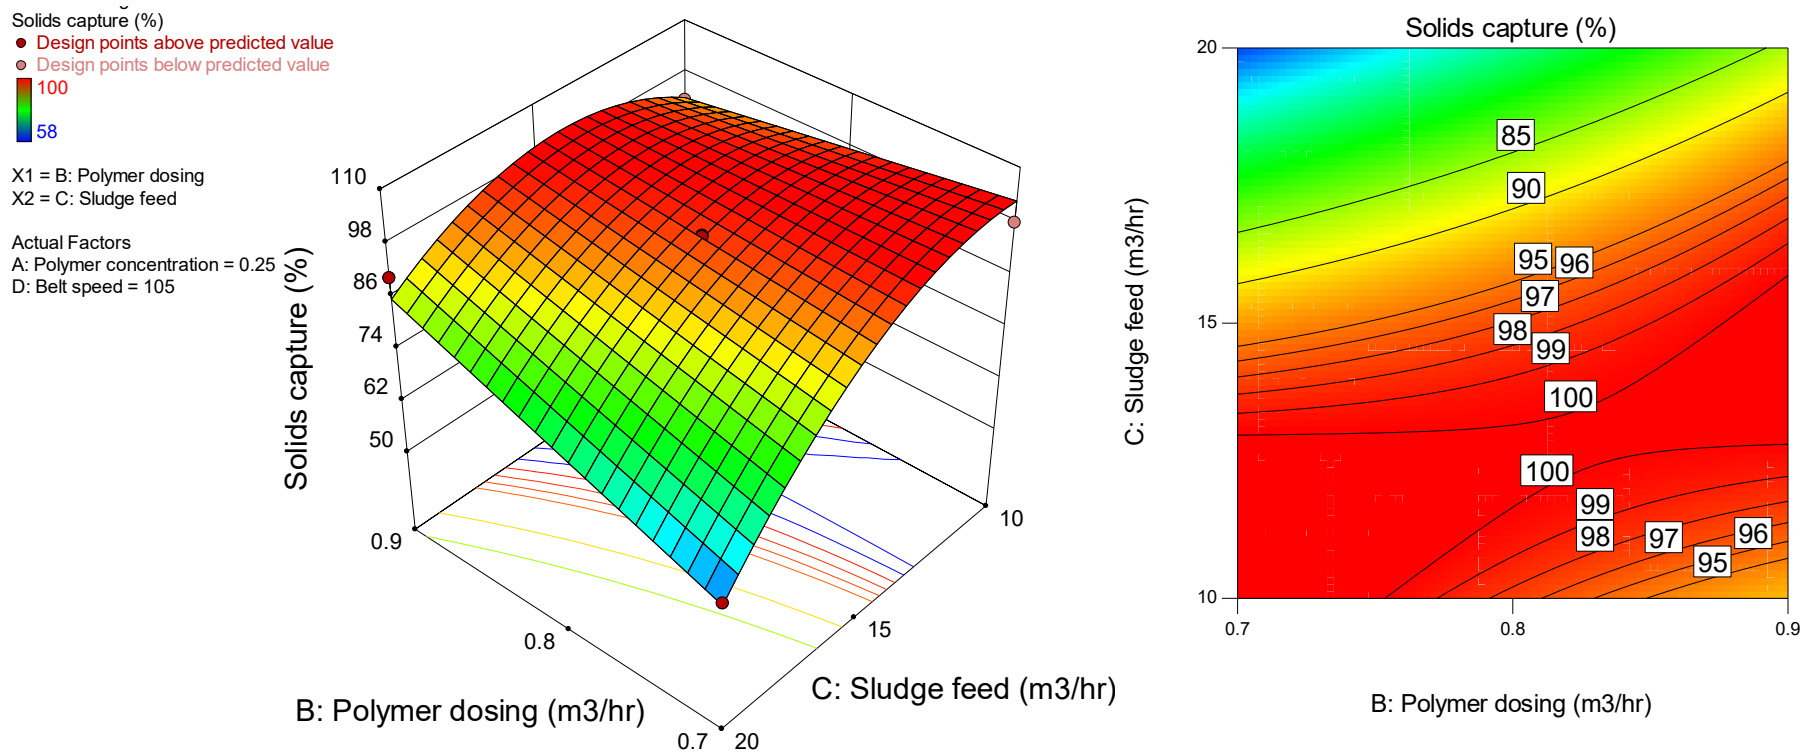 Solids capture (%)
Design points above predicted value
Design points below predicted value
100
58
X1 = B: Polymer dosing
X2 = C: Sludge feed
Actual Factors
A: Polymer concentration = 0.25
D: Belt speed = 105
110
98
86
74
62
50
Solids capture (%)
0.9
0.8
0.7
B: Polymer dosing (m3/hr)
20
15
10
C: Sludge feed (m3/hr)
Solids capture (%)
20
15
10
C: Sludge feed (m3/hr)
85
90
95
96
97
98
99
100
100
99
98
97
96
95
0.7
0.8
0.9
B: Polymer dosing (m3/hr)